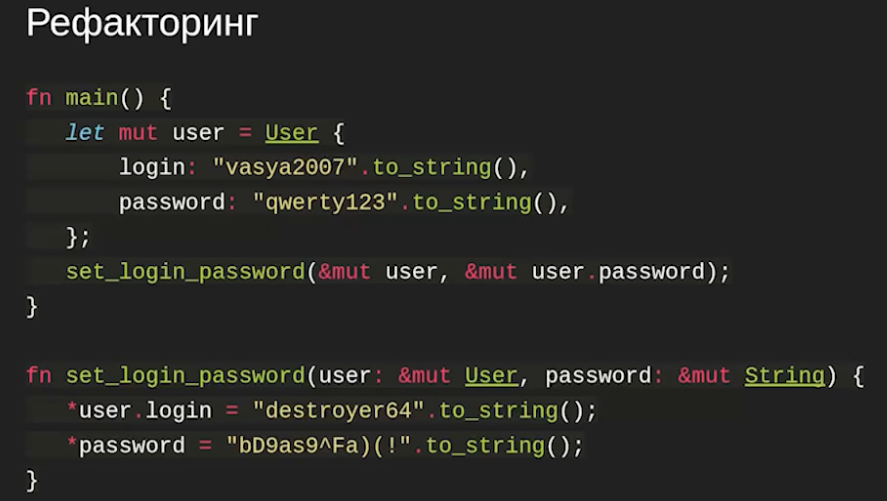 Рефакторинг
fn main() {
let mut user = User {
login: "vasya2007".to_string(),
password: "qwerty123".to_string(),
};
set_login_password(&mut user, &mut user.password);
}
fn set_login_password(user: &mut User, password: &mut String) {
*user.login = "destroyer64".to_string();
*password = "bD9as9^Fa)(!".to_string();
}